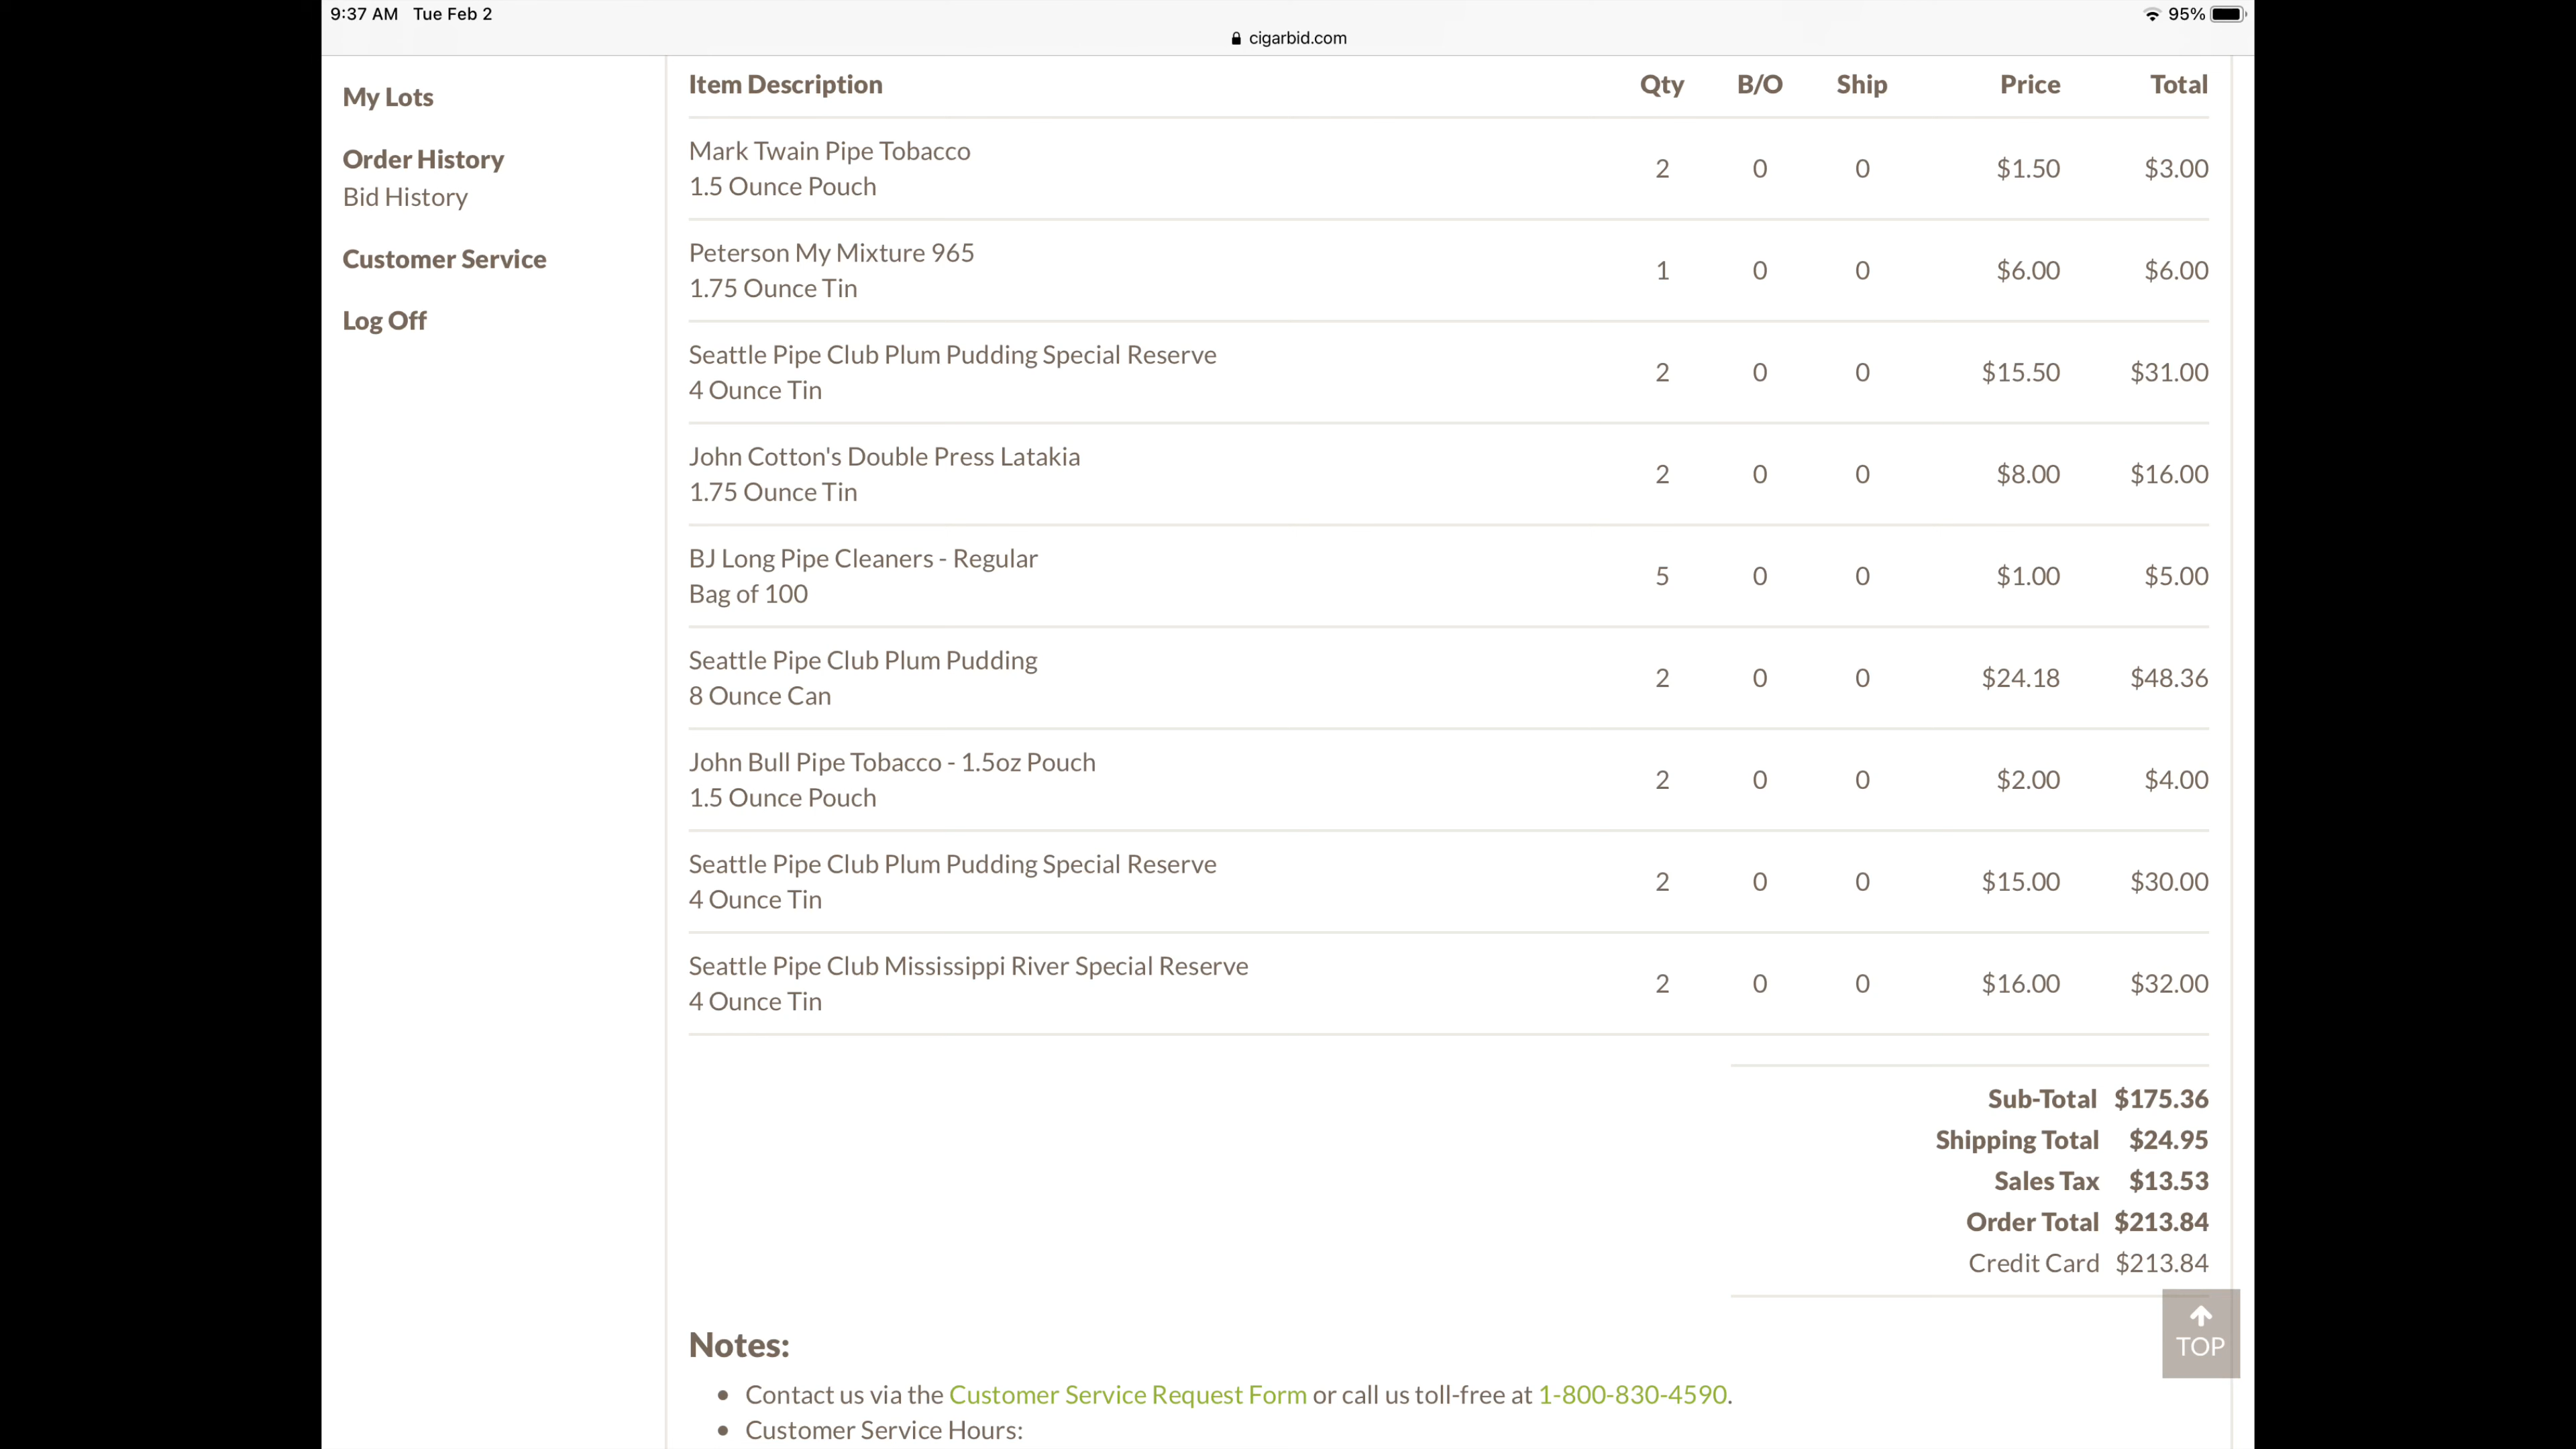 9:37 AM Tue Feb 2
95%
cigarbid.com
My Lots
Order History
Bid History
Customer Service
Log Off
Item Description Qty B/O Ship Price Total
Mark Twain Pipe Tobacco
1.5 Ounce Pouch
2 0 0 $1.50 $3.00
Peterson My Mixture 965
1.75 Ounce Tin
1 0 0 $6.00 $6.00
Seattle Pipe Club Plum Pudding Special Reserve
4 Ounce Tin
2 0 0 $15.50 $31.00
John Cotton's Double Press Latakia
1.75 Ounce Tin
2 0 0 $8.00 $16.00
BJ Long Pipe Cleaners - Regular
Bag of 100
5 0 0 $1.00 $5.00
Seattle Pipe Club Plum Pudding
8 Ounce Can
2 0 0 $24.18 $48.36
John Bull Pipe Tobacco - 1.5oz Pouch
1.5 Ounce Pouch
2 0 0 $2.00 $4.00
Seattle Pipe Club Plum Pudding Special Reserve
4 Ounce Tin
2 0 0 $15.00 $30.00
Seattle Pipe Club Mississippi River Special Reserve
4 Ounce Tin
2 0 0 $16.00 $32.00
Sub-Total $175.36
Shipping Total $24.95
Sales Tax $13.53
Order Total $213.84
Credit Card $213.84
TOP
Notes:
• Contact us via the Customer Service Request Form or call us toll-free at 1-800-830-4590.
• Customer Service Hours: